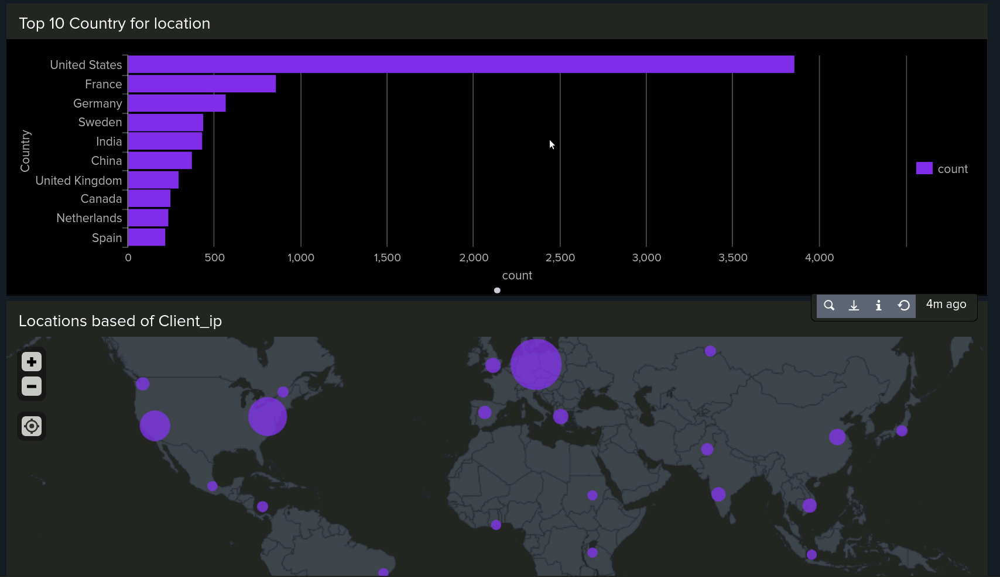 Top 10 Country for location
Country
United States
France
Germany
Sweden
India
China
United Kingdom
Canada
Netherlands
Spain
0 500 1,000 1,500 2,000 2,500 3,000 3,500 4,000
count
count
4m ago
Locations based of Client_ip